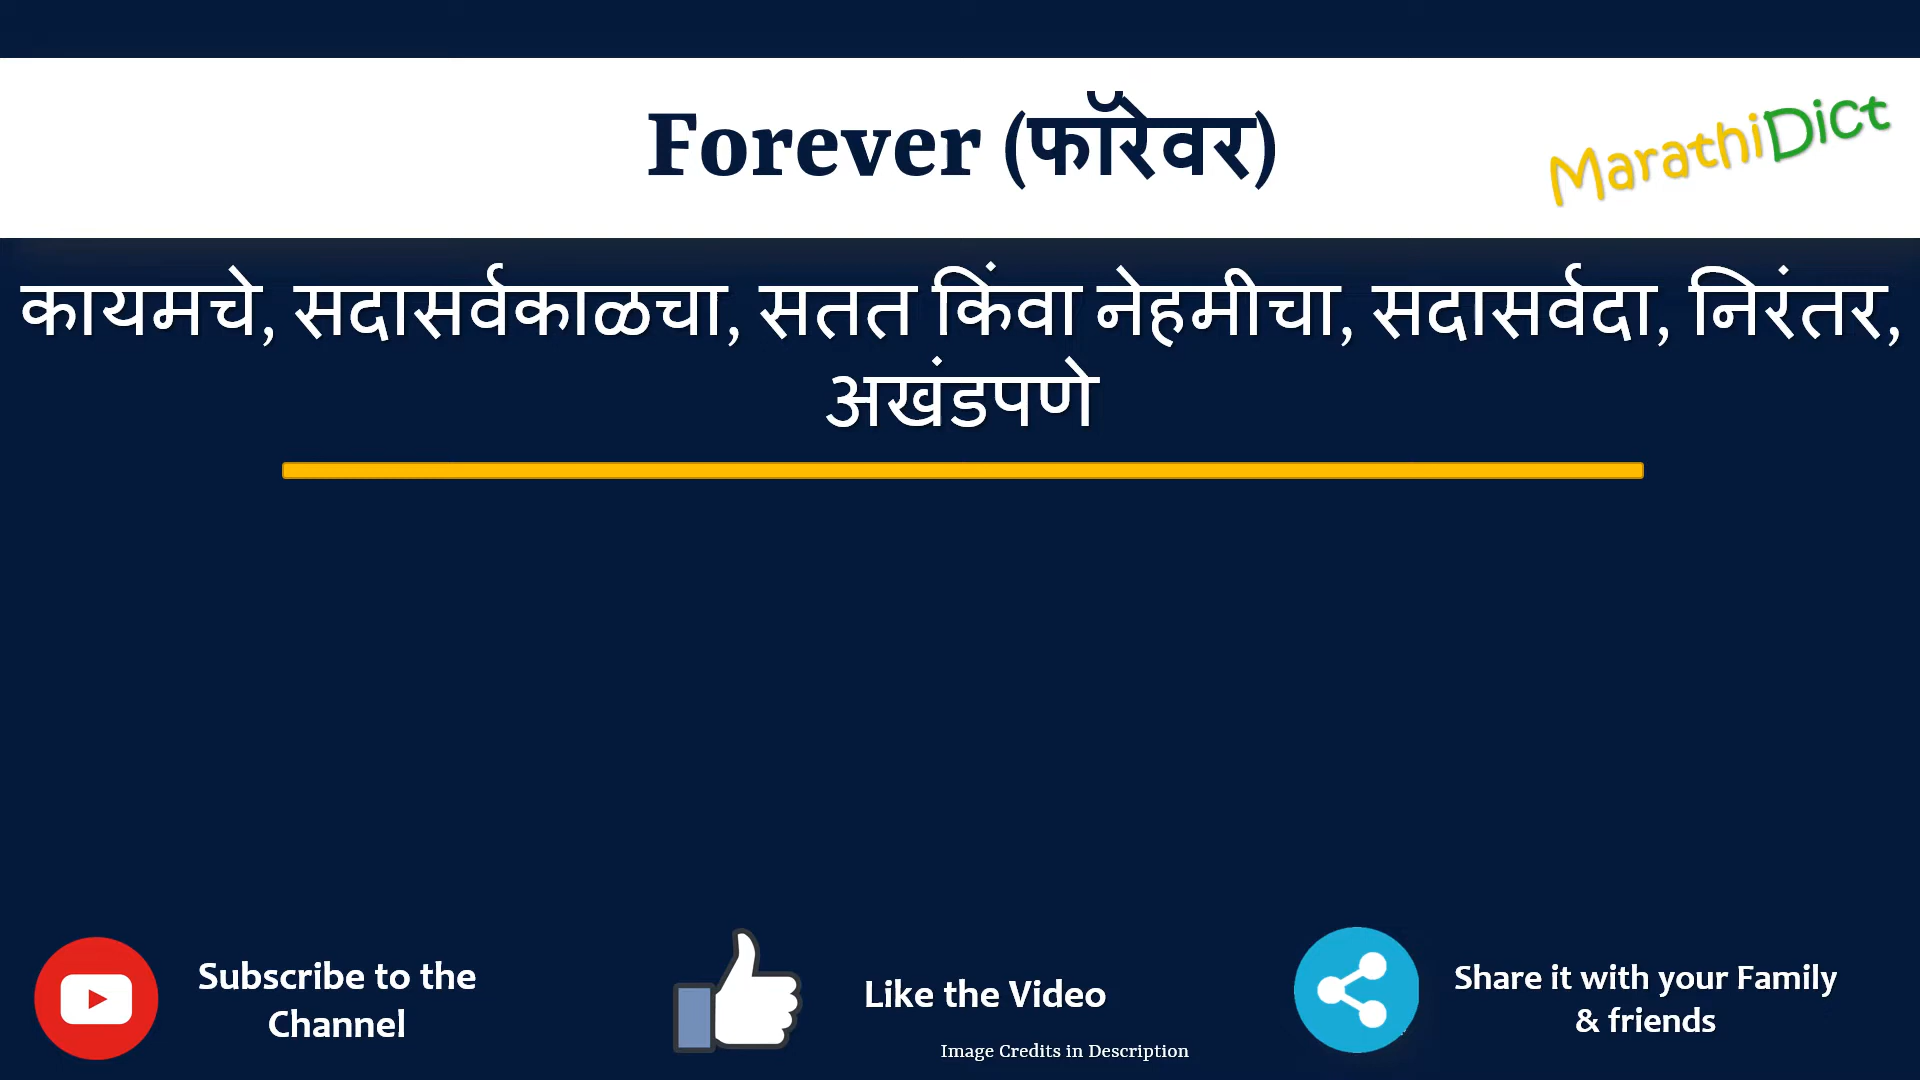 Forever (फॉरेवर)
MarathiDict
कायमचे, सदासर्वकाळचा, सतत किंवा नेहमीचा, सदासर्वदा, निरंतर,
अखंडपणे
Subscribe to the
Channel
Like the Video
Share it with your Family
& friends
Image Credits in Description